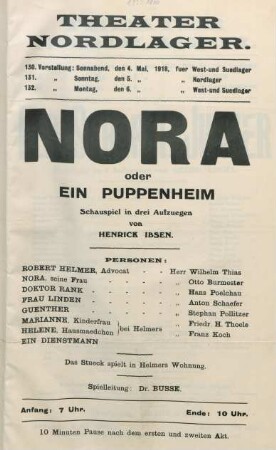 THEATER
NORDLAGER.
130. Vorstellung: Sonnabend, den 4. Mai, 1918, fuer West-und Suedlager
131. „ Sonntag, den 5. „ „ Nordlager
132. „ Montag, den 6. „ „ West-und Suedlager
NORA
oder
EIN PUPPENHEIM
Schauspiel in drei Aufzuegen
von
HENRICK IBSEN.
PERSONEN:
ROBERT HELMER, Advocat - - Herr Wilhelm Thias
NORA, seine Frau - - - „ Otto Burmester
DOKTOR RANK - - - „ Hans Poelchau
FRAU LINDEN - - - „ Anton Schaefer
GUENTHER - - - „ Stephan Pollitzer
MARIANNE, Kinderfrau } bei Helmers „ Friedr. H. Thoele
HELENE, Hausmaedchen „ Franz Koch
EIN DIENSTMANN
Das Stueck spielt in Helmers Wohnung.
Spielleitung: Dr. BUSSE.
Anfang: 7 Uhr. Ende: 10 Uhr.
10 Minuten Pause nach dem ersten und zweiten Akt.